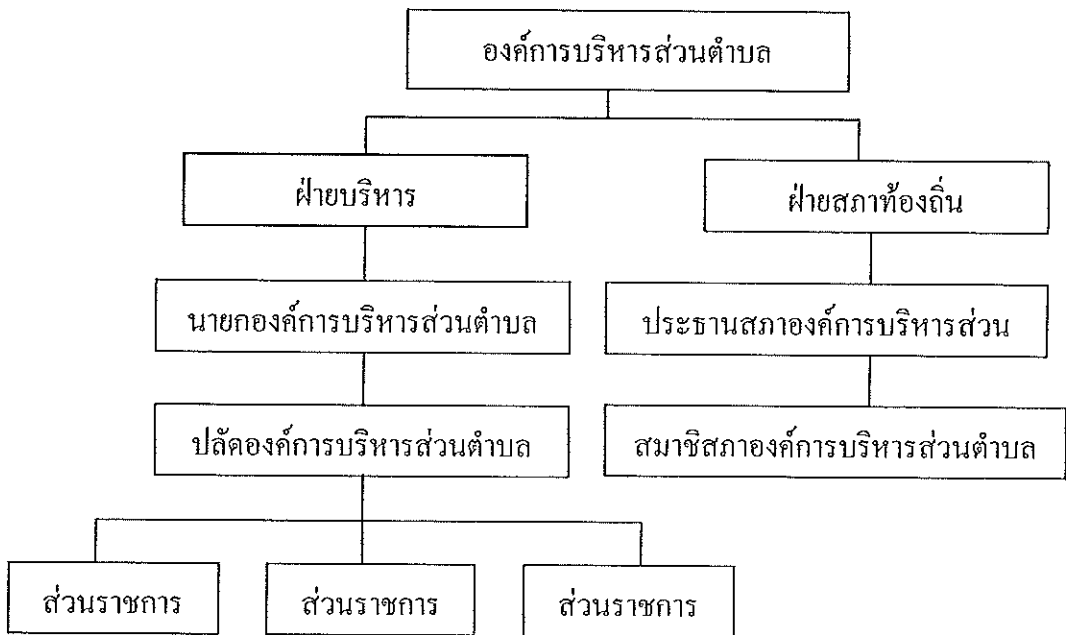 องค์การบริหารส่วนตำบล
ฝ่ายบริหาร
ฝ่ายสภาท้องถิ่น
นายกองค์การบริหารส่วนตำบล
ประธานสภาองค์การบริหารส่วน
ปลัดองค์การบริหารส่วนตำบล
สมาชิสภาองค์การบริหารส่วนตำบล
ส่วนราชการ
ส่วนราชการ
ส่วนราชการ